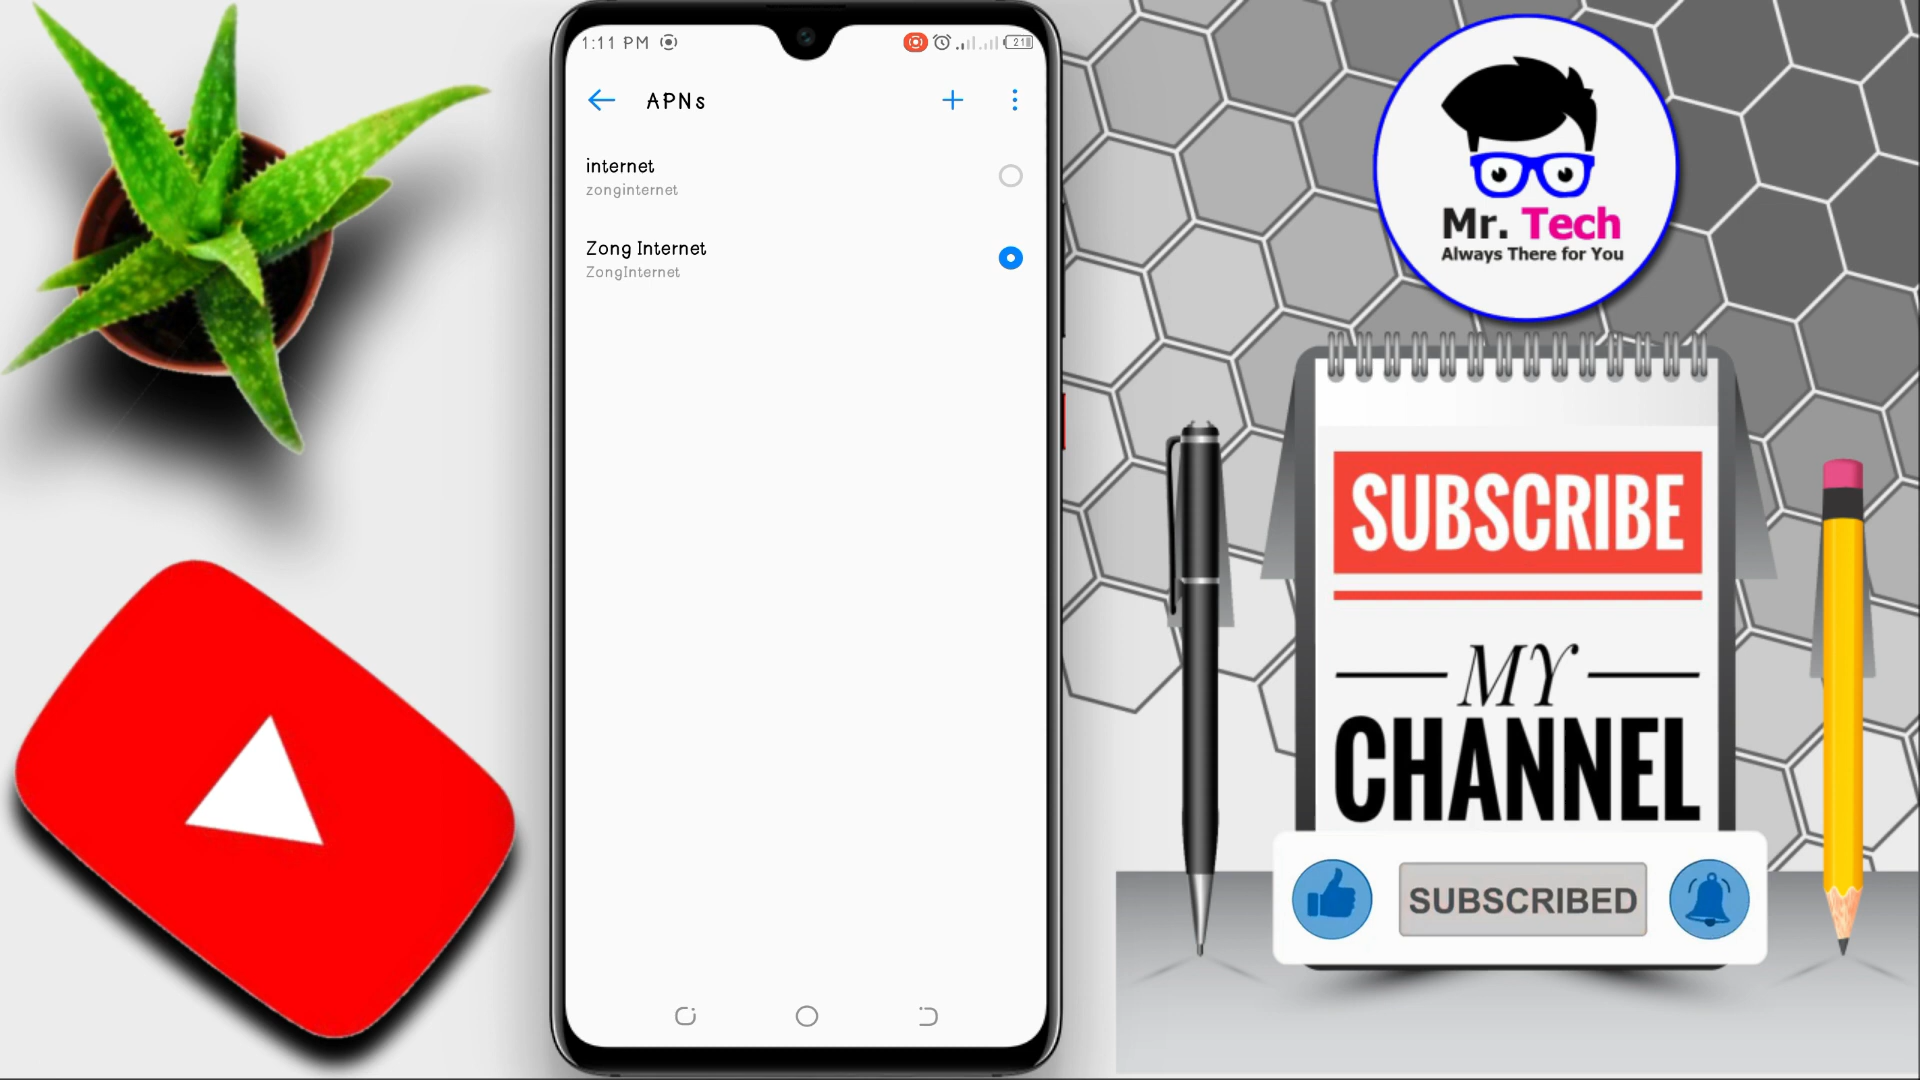 1:11 PM
21
APNs
internet
zonginternet
Zong Internet
ZongInternet
Mr. Tech
Always There for You
SUBSCRIBE
MY
CHANNEL
SUBSCRIBED